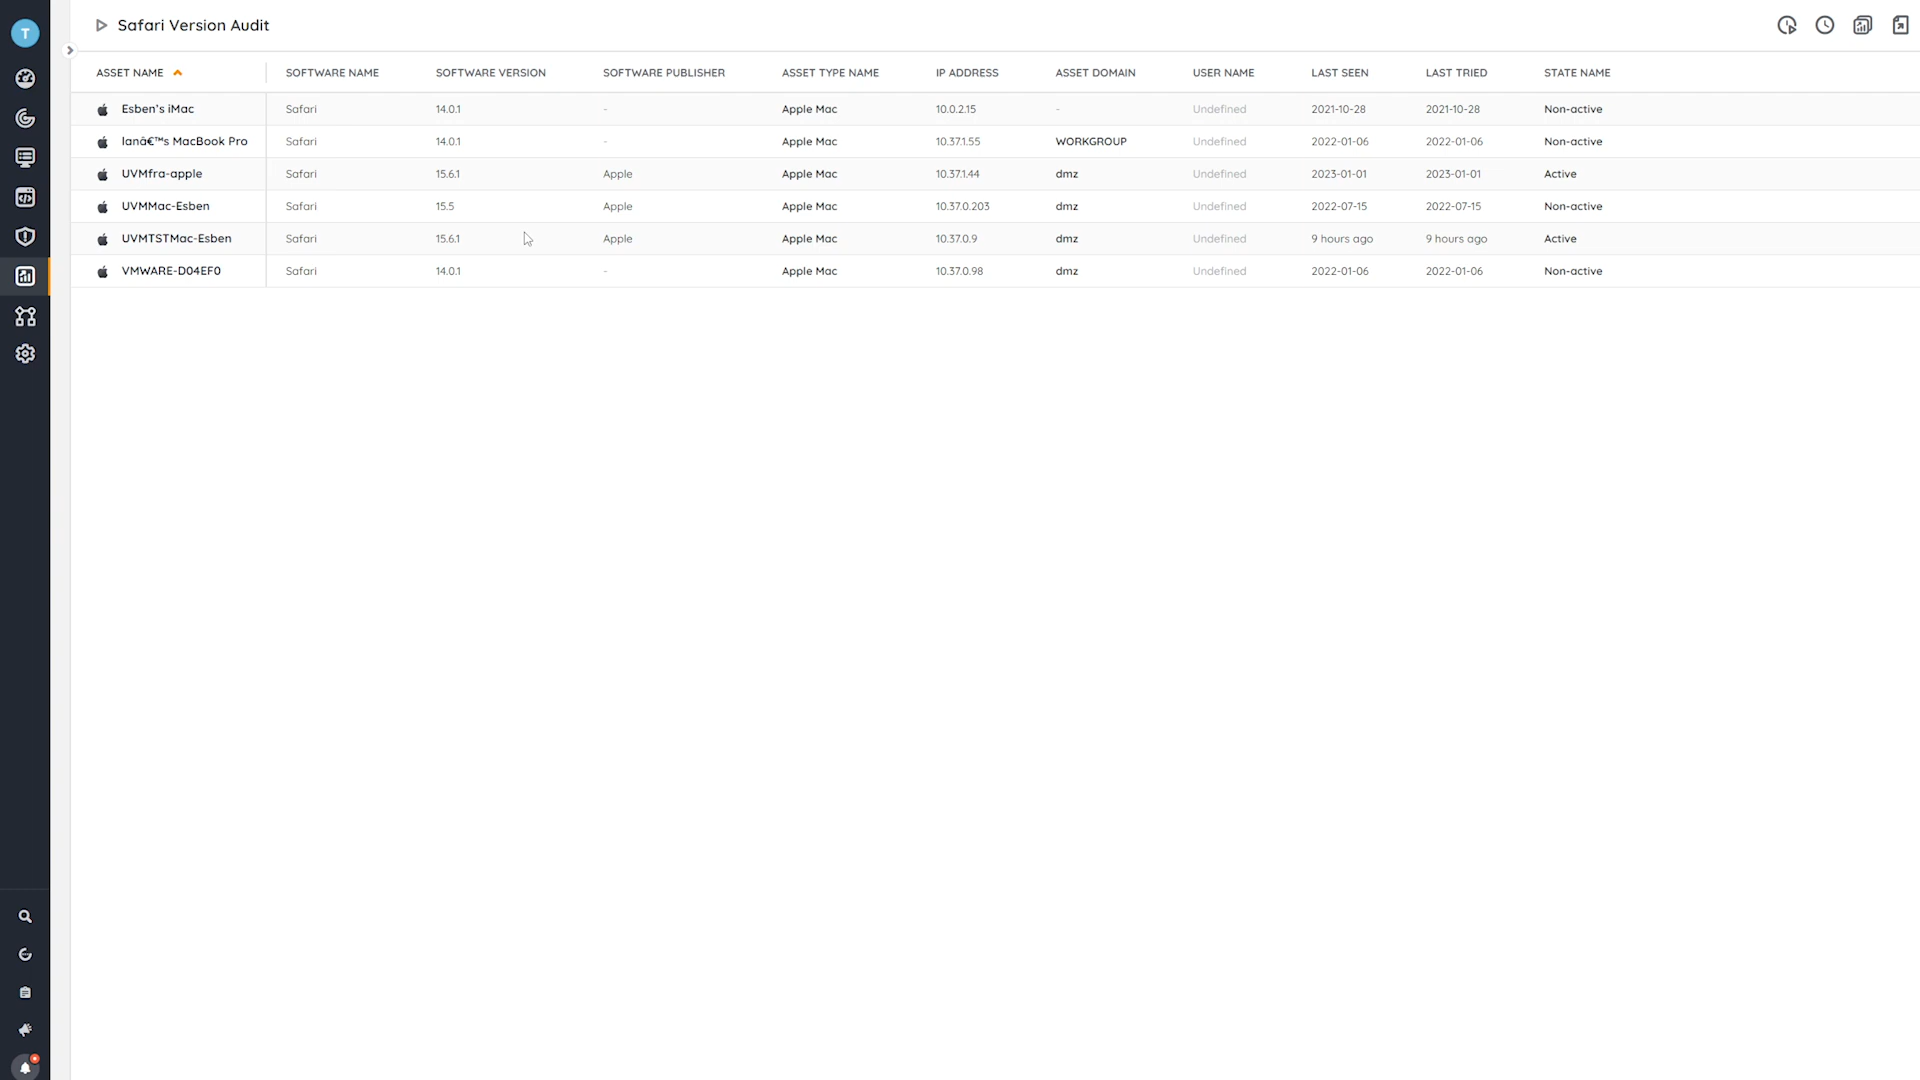 T
Safari Version Audit
ASSET NAME SOFTWARE NAME SOFTWARE VERSION SOFTWARE PUBLISHER ASSET TYPE NAME IP ADDRESS ASSET DOMAIN USER NAME LAST SEEN LAST TRIED STATE NAME
Esben's iMac Safari 14.0.1 - Apple Mac 10.0.2.15 - Undefined 2021-10-28 2021-10-28 Non-active
Ianâ€™s MacBook Pro Safari 14.0.1 - Apple Mac 10.37.1.55 WORKGROUP Undefined 2022-01-06 2022-01-06 Non-active
UVMfra-apple Safari 15.6.1 Apple Apple Mac 10.37.1.44 dmz Undefined 2023-01-01 2023-01-01 Active
UVMMac-Esben Safari 15.5 Apple Apple Mac 10.37.0.203 dmz Undefined 2022-07-15 2022-07-15 Non-active
UVMTSTMac-Esben Safari 15.6.1 Apple Apple Mac 10.37.0.9 dmz Undefined 9 hours ago 9 hours ago Active
VMWARE-D04EF0 Safari 14.0.1 - Apple Mac 10.37.0.98 dmz Undefined 2022-01-06 2022-01-06 Non-active